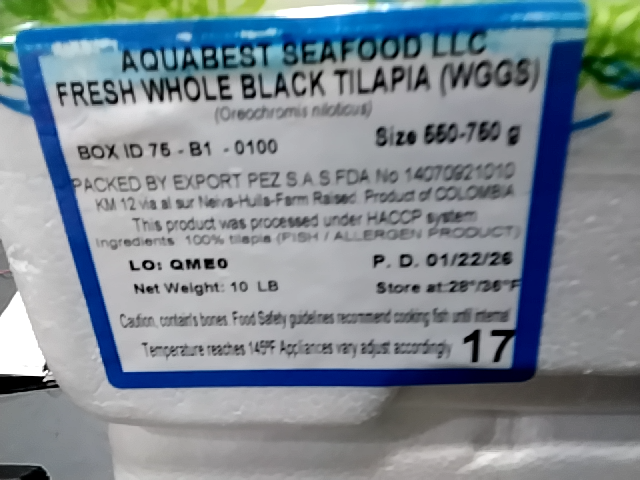 AQUABEST SEAFOOD LLC
FRESH WHOLE BLACK TILAPIA (WGGS)
(Oreochromis niloticus)
BOX ID 75 - B1 - 0100
Size 550-750 g
PACKED BY EXPORT PEZ S.A.S.FDA No 14070921010
KM 12 via al sur Neiva-Huila-Farm Raised. Product of COLOMBIA
This product was processed under HACCP system
Ingredients 100% tilapia (FISH / ALLERGEN PRODUCT)
LO: QME0
P. D. 01/22/26
Net Weight: 10 LB
Store at:28°/36°F
Caution, contain's bones. Food Safety guidelines recommend cooking fish until internal
Temperature reaches 145ºF Appliances vary adjust accordingly
17